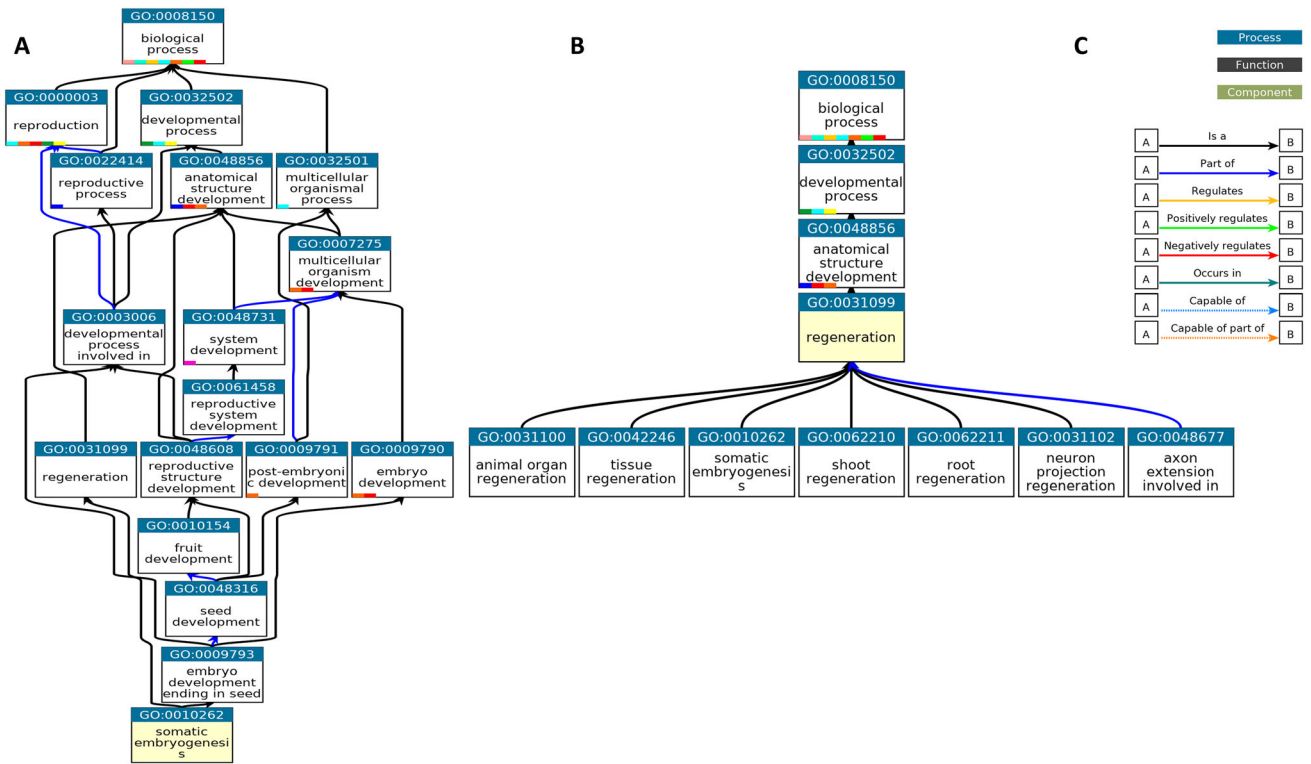 A
GO:0008150
biological
process
GO:0000003
reproduction
GO:0032502
developmental
process
GO:0022414
reproductive
process
GO:0048856
anatomical
structure
development
GO:0032501
multicellular
organismal
process
GO:0007275
multicellular
organism
development
GO:0003006
developmental
process
involved in
GO:0048731
system
development
GO:0061458
reproductive
system
development
GO:0031099
regeneration
GO:0048608
reproductive
structure
development
GO:0009791
post-embryoni
c development
GO:0009790
embryo
development
GO:0010154
fruit
development
GO:0048316
seed
development
GO:0009793
embryo
development
ending in seed
GO:0010262
somatic
embryogenesi
s
B
GO:0008150
biological
process
GO:0032502
developmental
process
GO:0048856
anatomical
structure
development
GO:0031099
regeneration
GO:0031100
animal organ
regeneration
GO:0042246
tissue
regeneration
GO:0010262
somatic
embryogenesi
s
GO:0062210
shoot
regeneration
GO:0062211
root
regeneration
GO:0031102
neuron
projection
regeneration
GO:0048677
axon
extension
involved in
C
Process
Function
Component
A Is a B
A Part of B
A Regulates B
A Positively regulates B
A Negatively regulates B
A Occurs in B
A Capable of B
A Capable of part of B